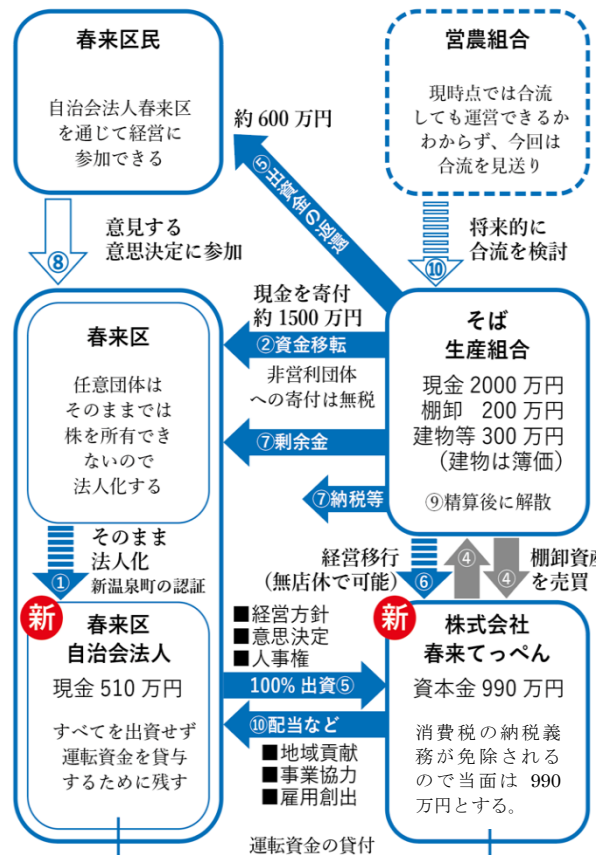 春来区民
自治会法人春来区
を通じて経営に
参加できる
営農組合
現時点では合流
しても運営できるか
わからず、今回は
合流を見送り
約 600 万円
⑤出資金の返還
⑧
意見する
意思決定に参加
⑩
将来的に
合流を検討
春来区
任意団体は
そのままでは
株を所有でき
ないので
法人化する
現金を寄付
約 1500 万円
②資金移転
非営利団体
への寄付は無税
⑦剰余金
⑦納税等
そば
生産組合
現金 2000 万円
棚卸 200 万円
建物等 300 万円
(建物は簿価)
⑨精算後に解散
①
そのまま
法人化
新温泉町の認証
経営移行
(無店休で可能)
⑥
④
④
棚卸資産
を売買
新
春来区
自治会法人
現金 510 万円
すべてを出資せず
運転資金を貸与
するために残す
■経営方針
■意思決定
■人事権
100% 出資⑤
⑩配当など
■地域貢献
■事業協力
■雇用創出
新
株式会社
春来てっぺん
資本金 990 万円
消費税の納税義
務が免除される
ので当面は 990
万円とする。
運転資金の貸付